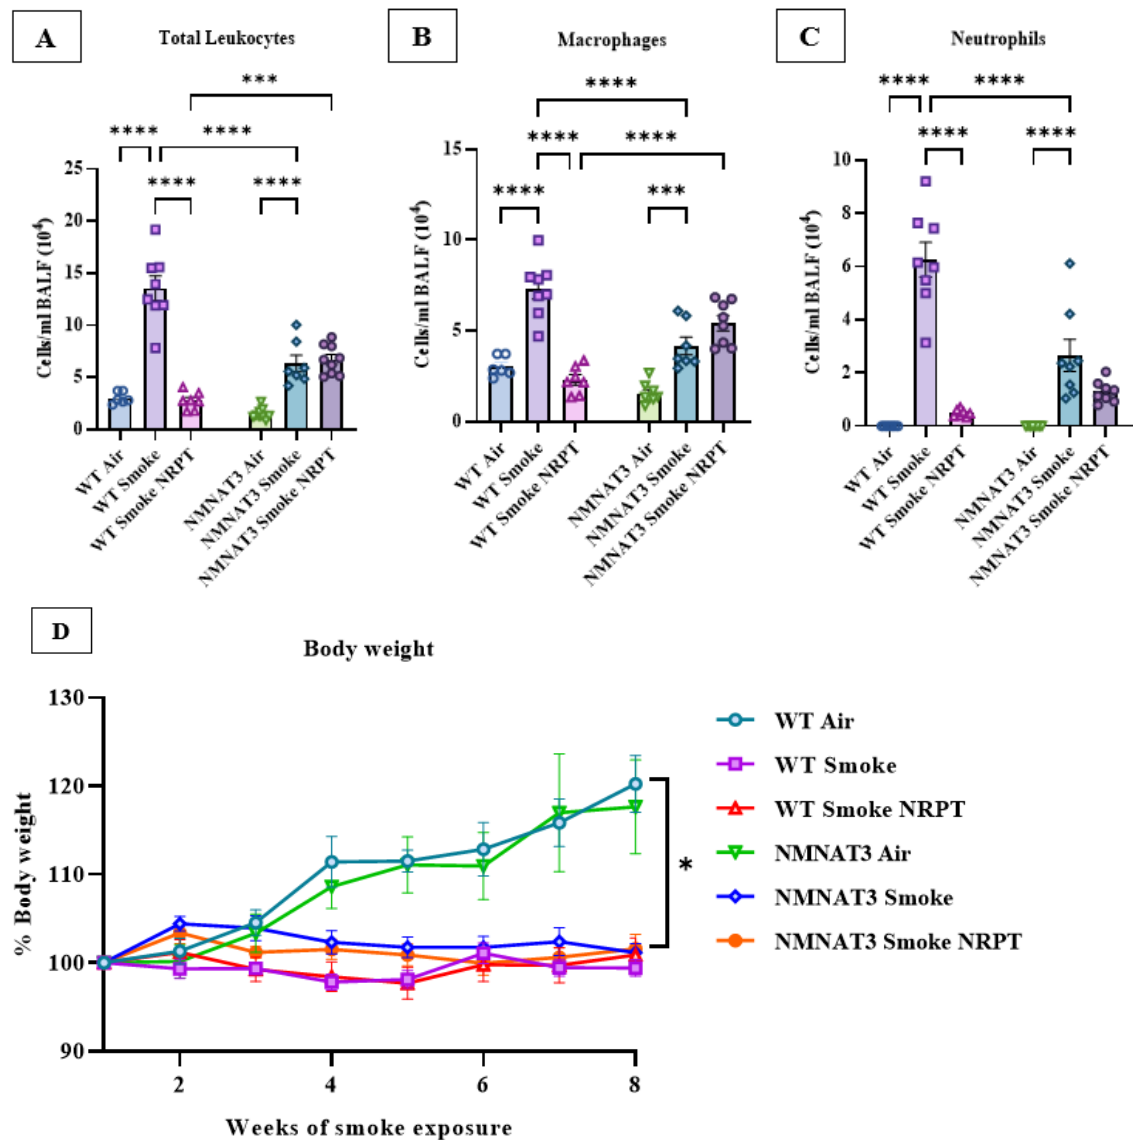 A
Total Leukocytes
***
**** ****
**** ****
25
20
15
10
5
0
Cells/ml BALF (10⁴)
WT Air
WT Smoke
WT Smoke NRPT
NMNAT3 Air
NMNAT3 Smoke
NMNAT3 Smoke NRPT
B
Macrophages
****
**** ****
**** ***
15
10
5
0
Cells/ml BALF (10⁴)
WT Air
WT Smoke
WT Smoke NRPT
NMNAT3 Air
NMNAT3 Smoke
NMNAT3 Smoke NRPT
C
Neutrophils
**** ****
**** ****
10
8
6
4
2
0
Cells/ml BALF (10⁴)
WT Air
WT Smoke
WT Smoke NRPT
NMNAT3 Air
NMNAT3 Smoke
NMNAT3 Smoke NRPT
D
Body weight
130
120
110
100
90
% Body weight
2 4 6 8
Weeks of smoke exposure
*
WT Air
WT Smoke
WT Smoke NRPT
NMNAT3 Air
NMNAT3 Smoke
NMNAT3 Smoke NRPT